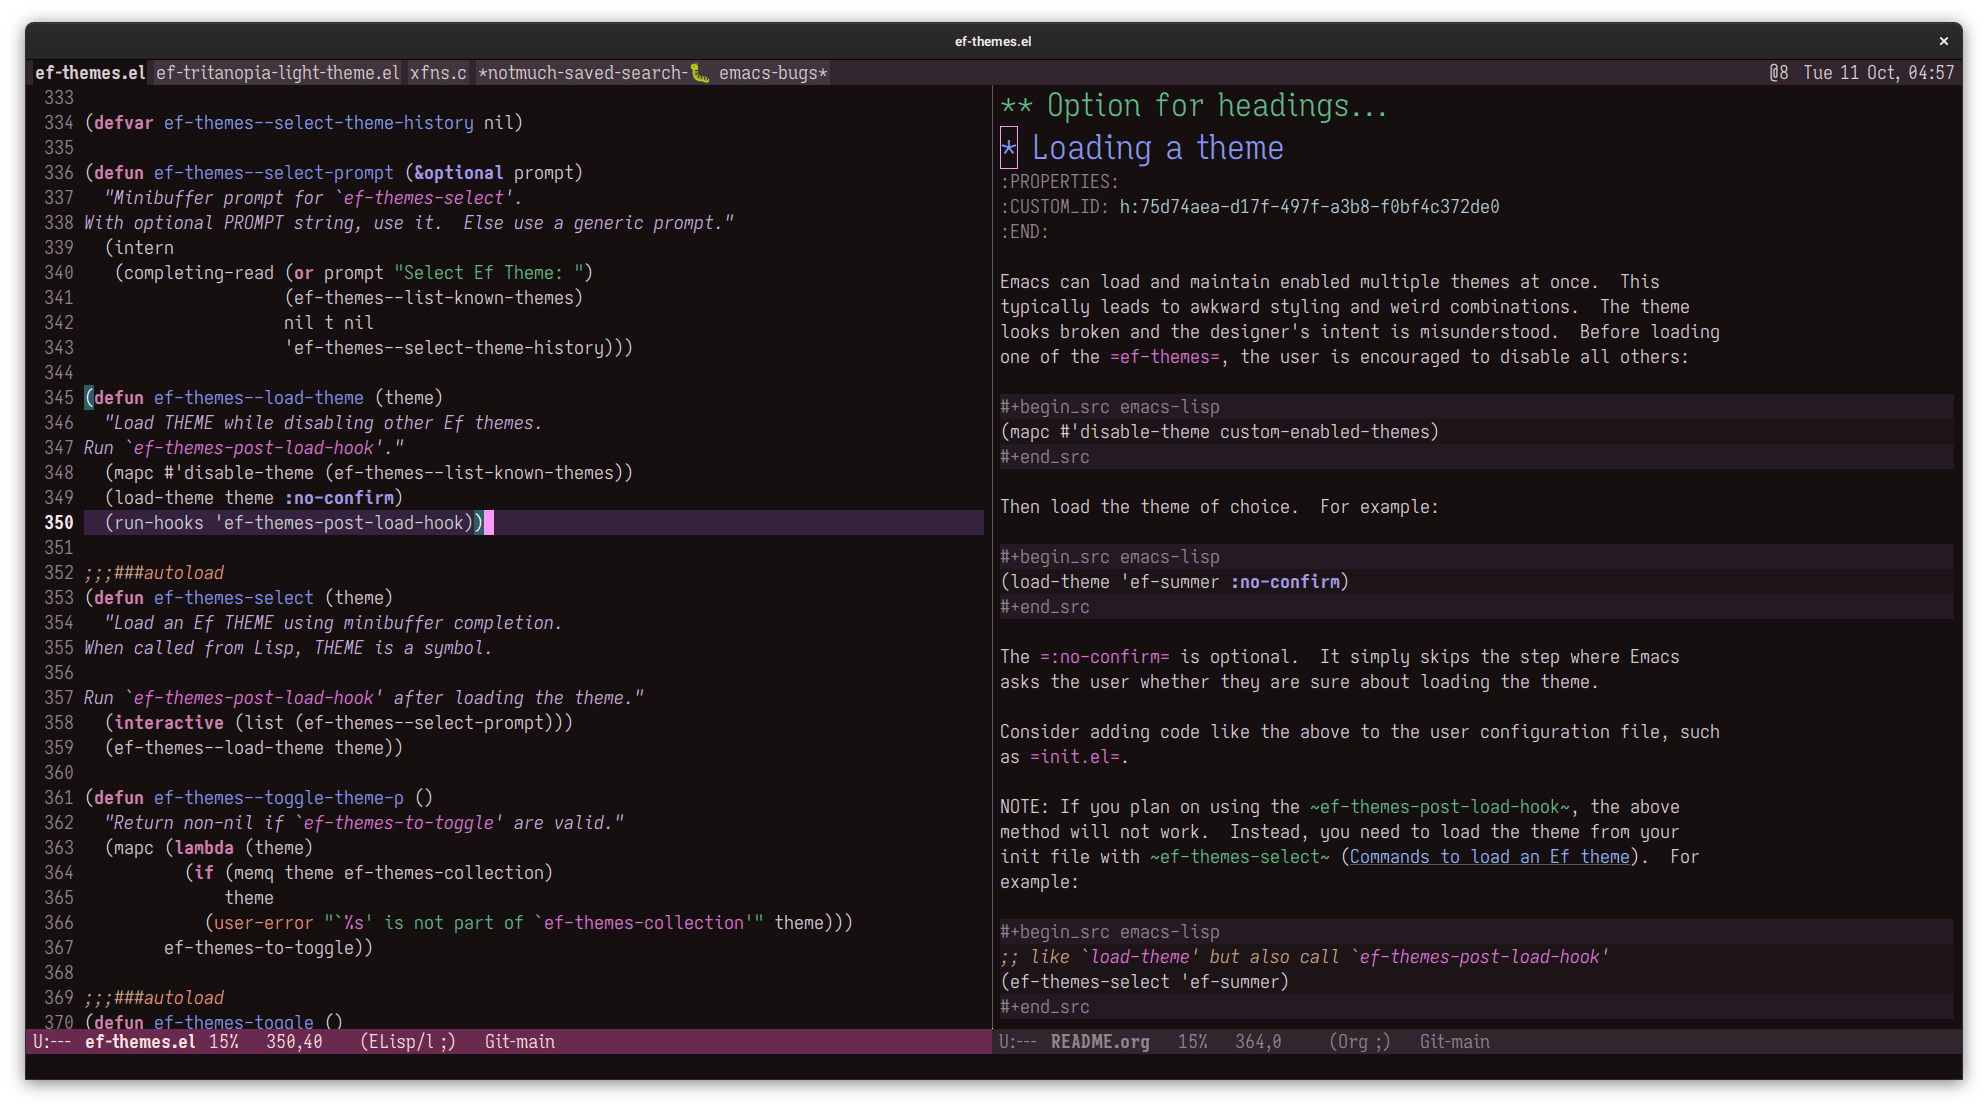 ef-themes.el ×
ef-themes.el ef-tritanopia-light-theme.el xfns.c *notmuch-saved-search-🐛 emacs-bugs* @8 Tue 11 Oct, 04:57
333
334 (defvar ef-themes--select-theme-history nil)
335
336 (defun ef-themes--select-prompt (&optional prompt)
337   "Minibuffer prompt for `ef-themes-select'.
338 With optional PROMPT string, use it.  Else use a generic prompt."
339   (intern
340    (completing-read (or prompt "Select Ef Theme: ")
341                     (ef-themes--list-known-themes)
342                     nil t nil
343                     'ef-themes--select-theme-history)))
344
345 (defun ef-themes--load-theme (theme)
346   "Load THEME while disabling other Ef themes.
347 Run `ef-themes-post-load-hook'."
348   (mapc #'disable-theme (ef-themes--list-known-themes))
349   (load-theme theme :no-confirm)
350   (run-hooks 'ef-themes-post-load-hook))
351
352 ;;;###autoload
353 (defun ef-themes-select (theme)
354   "Load an Ef THEME using minibuffer completion.
355 When called from Lisp, THEME is a symbol.
356
357 Run `ef-themes-post-load-hook' after loading the theme."
358   (interactive (list (ef-themes--select-prompt)))
359   (ef-themes--load-theme theme))
360
361 (defun ef-themes--toggle-theme-p ()
362   "Return non-nil if `ef-themes-to-toggle' are valid."
363   (mapc (lambda (theme)
364           (if (memq theme ef-themes-collection)
365               theme
366             (user-error "`%s' is not part of `ef-themes-collection'" theme)))
367         ef-themes-to-toggle))
368
369 ;;;###autoload
370 (defun ef-themes-toggle ()
U:--- ef-themes.el 15% 350,40 (ELisp/l ;) Git-main
** Option for headings...
* Loading a theme
:PROPERTIES:
:CUSTOM_ID: h:75d74aea-d17f-497f-a3b8-f0bf4c372de0
:END:
Emacs can load and maintain enabled multiple themes at once.  This
typically leads to awkward styling and weird combinations.  The theme
looks broken and the designer's intent is misunderstood.  Before loading
one of the =ef-themes=, the user is encouraged to disable all others:
#+begin_src emacs-lisp
(mapc #'disable-theme custom-enabled-themes)
#+end_src
Then load the theme of choice.  For example:
#+begin_src emacs-lisp
(load-theme 'ef-summer :no-confirm)
#+end_src
The =:no-confirm= is optional.  It simply skips the step where Emacs
asks the user whether they are sure about loading the theme.
Consider adding code like the above to the user configuration file, such
as =init.el=.
NOTE: If you plan on using the ~ef-themes-post-load-hook~, the above
method will not work.  Instead, you need to load the theme from your
init file with ~ef-themes-select~ (Commands to load an Ef theme).  For
example:
#+begin_src emacs-lisp
;; like `load-theme' but also call `ef-themes-post-load-hook'
(ef-themes-select 'ef-summer)
#+end_src
U:--- README.org 15% 364,0 (Org ;) Git-main